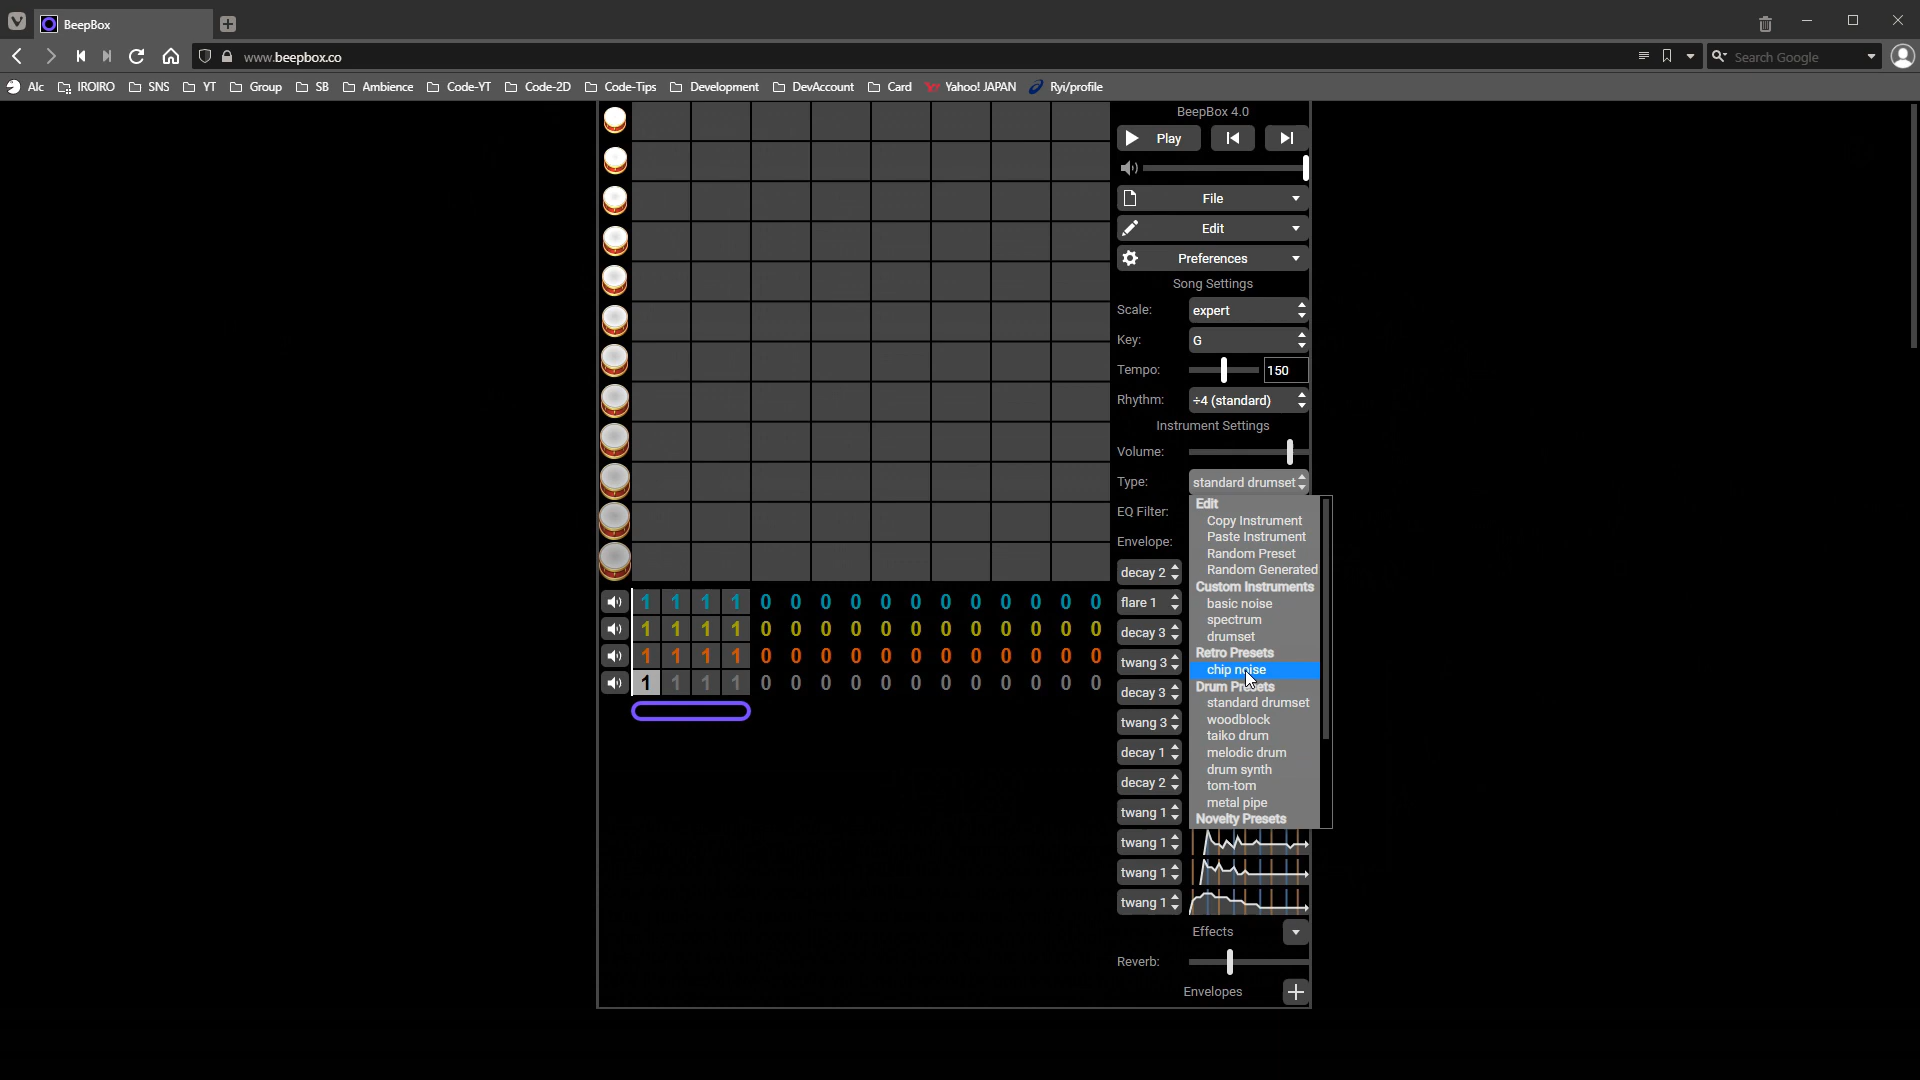 BeepBox
www.beepbox.co
Search Google
Alc IROIRO SNS YT Group SB Ambience Code-YT Code-2D Code-Tips Development DevAccount Card Yahoo! JAPAN Ryi/profile
BeepBox 4.0
Play
File
Edit
Preferences
Song Settings
Scale: expert
Key: G
Tempo: 150
Rhythm: ÷4 (standard)
Instrument Settings
Volume:
Type: standard drumset
EQ Filter:
Envelope:
Edit
Copy Instrument
Paste Instrument
Random Preset
Random Generated
Custom Instruments
basic noise
spectrum
drumset
Retro Presets
chip noise
Drum Presets
standard drumset
woodblock
taiko drum
melodic drum
drum synth
tom-tom
metal pipe
Novelty Presets
decay 2
flare 1
decay 3
twang 3
decay 3
twang 3
decay 1
decay 2
twang 1
twang 1
twang 1
twang 1
Effects
Reverb:
Envelopes
1 1 1 1 0 0 0 0 0 0 0 0 0 0 0 0
1 1 1 1 0 0 0 0 0 0 0 0 0 0 0 0
1 1 1 1 0 0 0 0 0 0 0 0 0 0 0 0
1 1 1 1 0 0 0 0 0 0 0 0 0 0 0 0